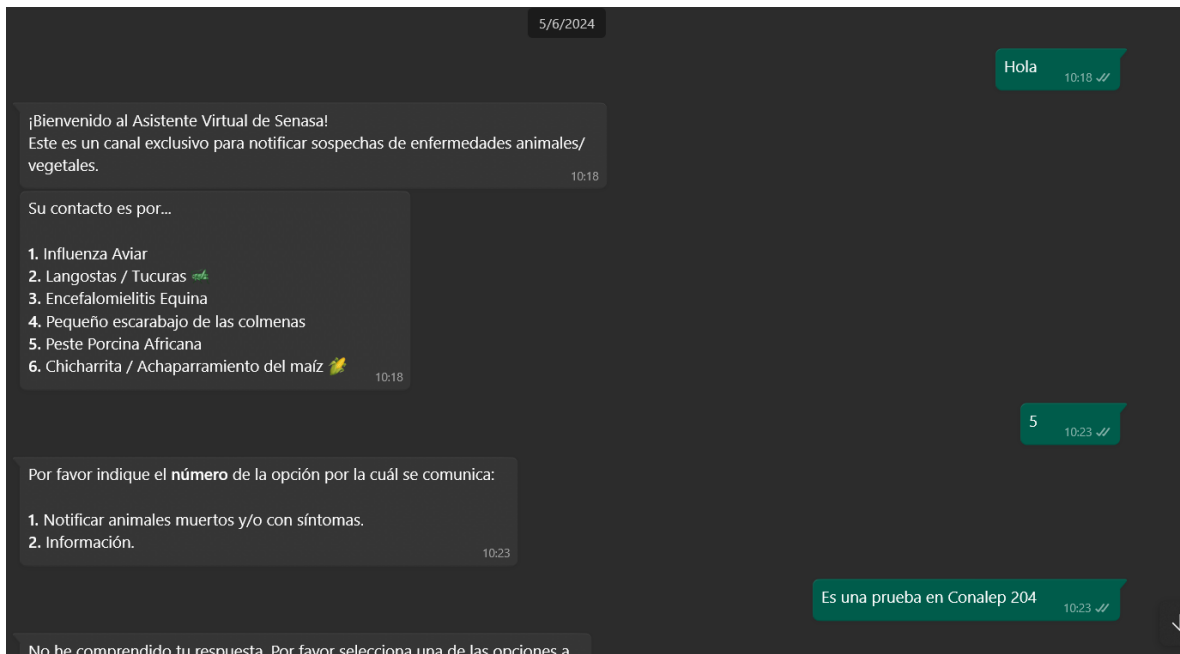 5/6/2024
Hola
10:18
¡Bienvenido al Asistente Virtual de Senasa!
Este es un canal exclusivo para notificar sospechas de enfermedades animales/
vegetales.
10:18
Su contacto es por...
1. Influenza Aviar
2. Langostas / Tucuras
3. Encefalomielitis Equina
4. Pequeño escarabajo de las colmenas
5. Peste Porcina Africana
6. Chicharrita / Achaparramiento del maíz
10:18
5
10:23
Por favor indique el número de la opción por la cuál se comunica:
1. Notificar animales muertos y/o con síntomas.
2. Información.
10:23
Es una prueba en Conalep 204
10:23
No he comprendido tu respuesta. Por favor selecciona una de las opciones a